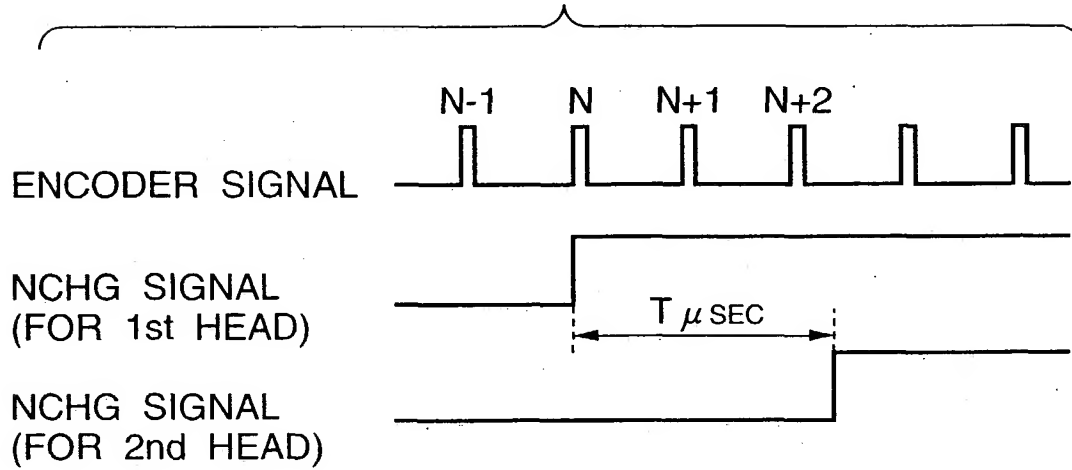 N-1 N N+1 N+2
ENCODER SIGNAL
NCHG SIGNAL
(FOR 1st HEAD)
T μ SEC
NCHG SIGNAL
(FOR 2nd HEAD)